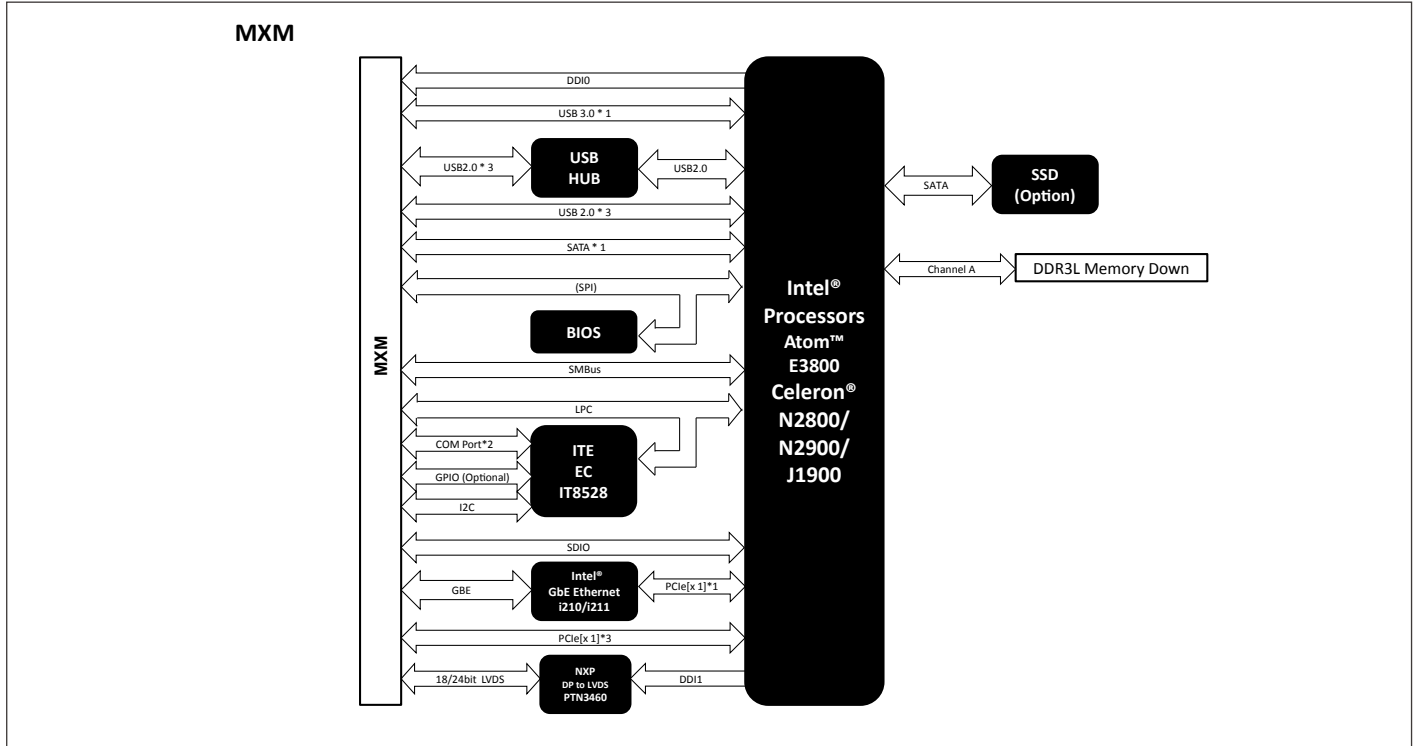 MXM
DDI0
USB 3.0 * 1
USB2.0 * 3
USB
HUB
USB2.0
USB 2.0 * 3
SATA * 1
(SPI)
BIOS
SMBus
LPC
COM Port*2
GPIO (Optional)
I2C
ITE
EC
IT8528
SDIO
GBE
Intel®
GbE Ethernet
i210/i211
PCIe[x 1]*1
PCIe[x 1]*3
18/24bit LVDS
NXP
DP to LVDS
PTN3460
DDI1
MXM
Intel®
Processors
Atom™
E3800
Celeron®
N2800/
N2900/
J1900
SATA
SSD
(Option)
Channel A
DDR3L Memory Down